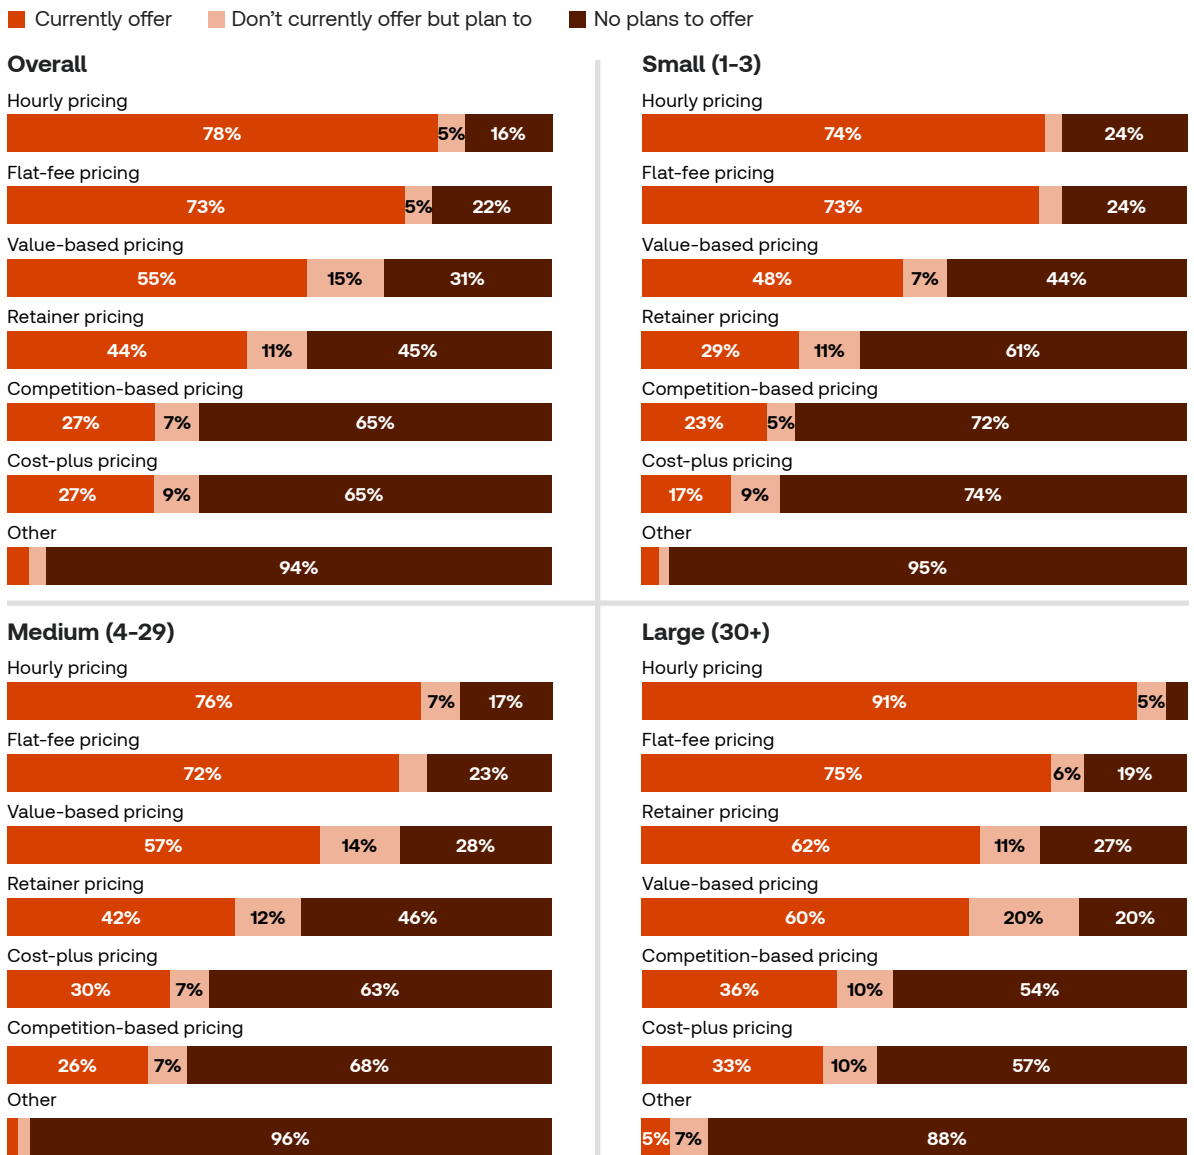 Currently offer Don’t currently offer but plan to No plans to offer
Overall
Hourly pricing
78% 5% 16%
Flat-fee pricing
73% 5% 22%
Value-based pricing
55% 15% 31%
Retainer pricing
44% 11% 45%
Competition-based pricing
27% 7% 65%
Cost-plus pricing
27% 9% 65%
Other
94%
Small (1-3)
Hourly pricing
74% 24%
Flat-fee pricing
73% 24%
Value-based pricing
48% 7% 44%
Retainer pricing
29% 11% 61%
Competition-based pricing
23% 5% 72%
Cost-plus pricing
17% 9% 74%
Other
95%
Medium (4-29)
Hourly pricing
76% 7% 17%
Flat-fee pricing
72% 23%
Value-based pricing
57% 14% 28%
Retainer pricing
42% 12% 46%
Cost-plus pricing
30% 7% 63%
Competition-based pricing
26% 7% 68%
Other
96%
Large (30+)
Hourly pricing
91% 5%
Flat-fee pricing
75% 6% 19%
Retainer pricing
62% 11% 27%
Value-based pricing
60% 20% 20%
Competition-based pricing
36% 10% 54%
Cost-plus pricing
33% 10% 57%
Other
5% 7% 88%